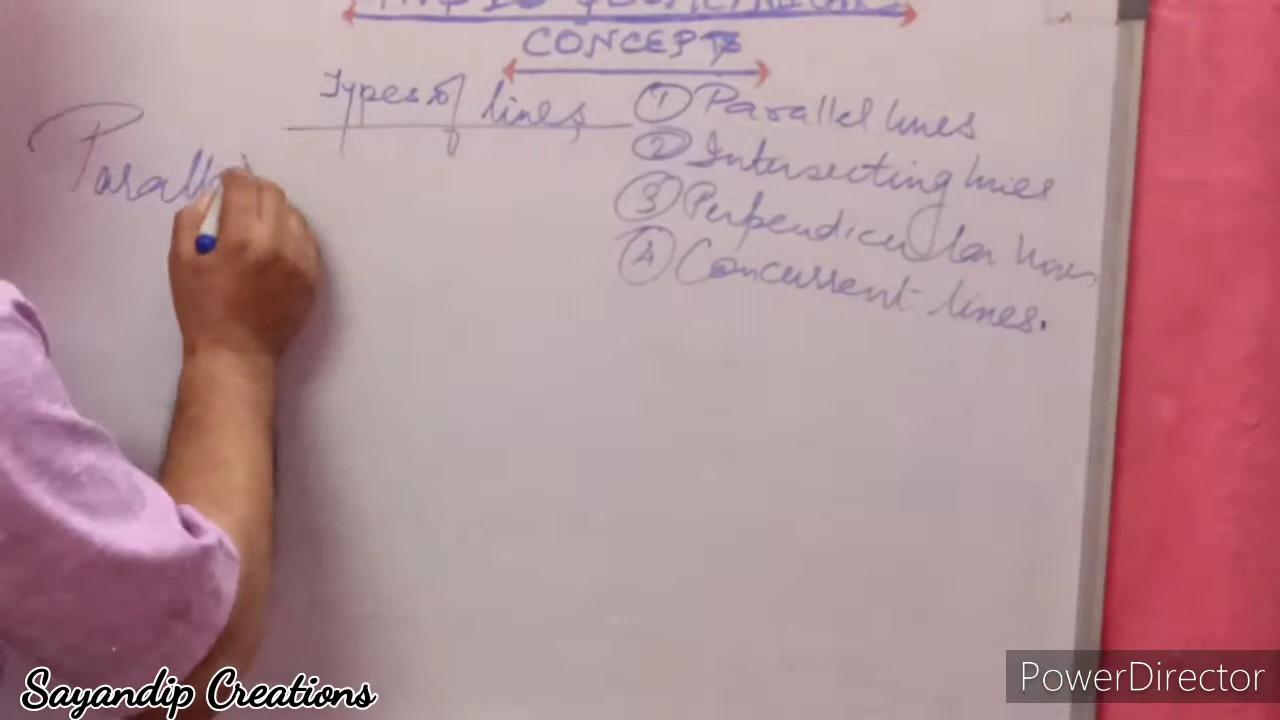 CONCEPTS
Types of lines
① Parallel lines
② Intersecting lines
③ Perpendicular lines
④ Concurrent lines.
Parall
Sayandip Creations
PowerDirector